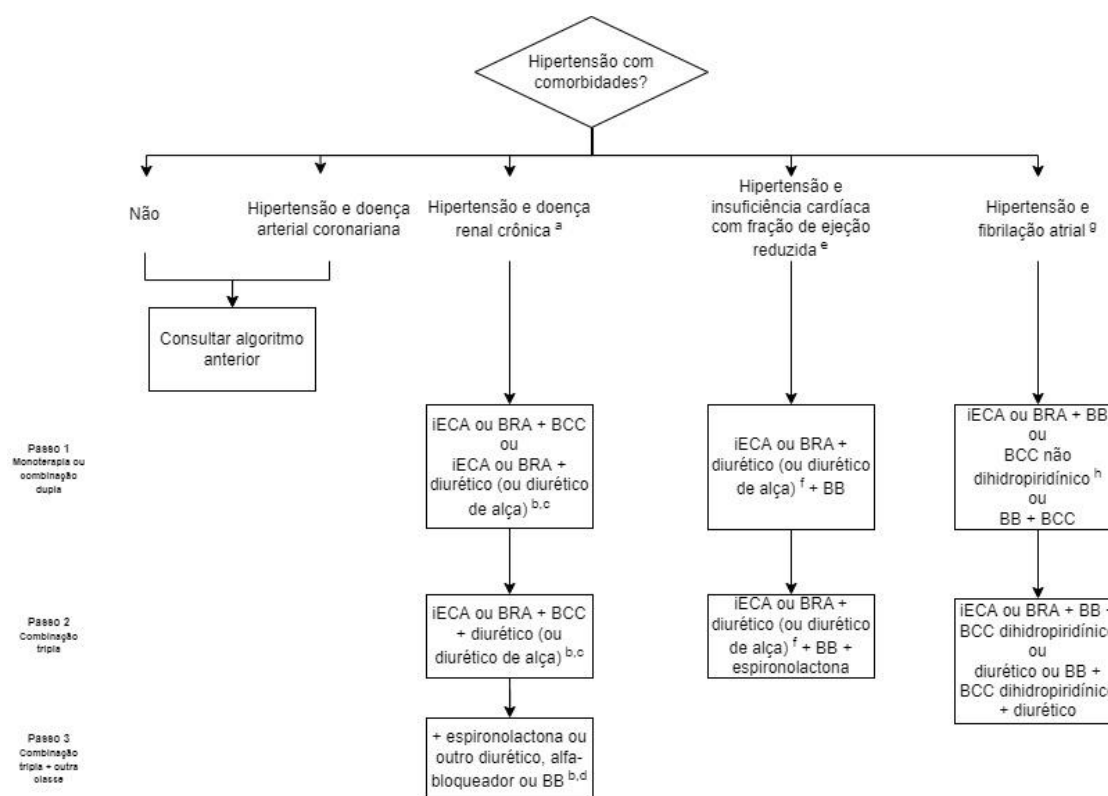 Hipertensão com
comorbidades?
Não
Hipertensão e doença
arterial coronariana
Hipertensão e doença
renal crônica a
Hipertensão e
insuficiência cardíaca
com fração de ejeção
reduzida e
Hipertensão e
fibrilação atrial g
Consultar algoritmo
anterior
Passo 1
Monoterapia ou
combinação
dupla
iECA ou BRA + BCC
ou
iECA ou BRA +
diurético (ou diurético
de alça) b,c
iECA ou BRA +
diurético (ou diurético
de alça) f + BB
iECA ou BRA + BB
ou
BCC não
dihidropiridínico h
ou
BB + BCC
Passo 2
Combinação
tripla
iECA ou BRA + BCC
+ diurético (ou
diurético de alça) b,c
iECA ou BRA +
diurético (ou diurético
de alça) f + BB +
espironolactona
iECA ou BRA + BB +
BCC dihidropiridínico
ou
diurético ou BB +
BCC dihidropiridínico
+ diurético
Passo 3
Combinação
tripla + outra
classe
+ espironolactona ou
outro diurético, alfa-
bloqueador ou BB b,d